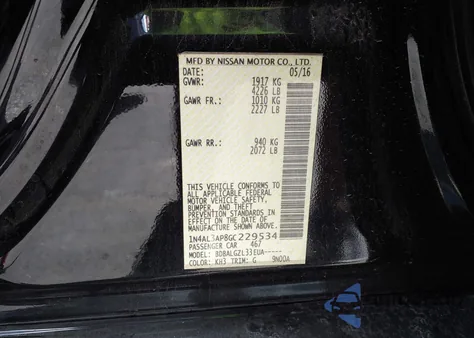 MFD BY NISSAN MOTOR CO., LTD.
DATE: 05/16
GVWR: 1917 KG
4226 LB
GAWR FR.: 1010 KG
2227 LB
GAWR RR.: 940 KG
2072 LB
THIS VEHICLE CONFORMS TO
ALL APPLICABLE FEDERAL
MOTOR VEHICLE SAFETY,
BUMPER, AND THEFT
PREVENTION STANDARDS
IN EFFECT ON THE DATE OF
MANUFACTURE SHOWN ABOVE.
1N4AL3AP8GC229534
PASSENGER CAR 467
MODEL: BDBALGZL33EUA-----
COLOR: KH3 TRIM: G 9N00A